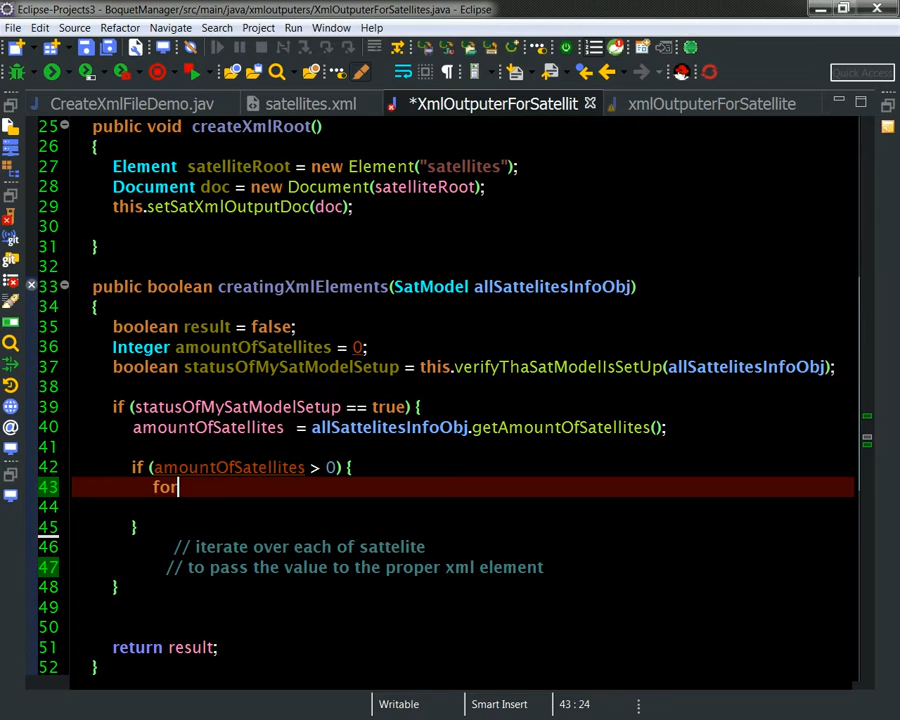 Eclipse-Projects3 - BoquetManager/src/main/java/xmloutputers/XmlOutputerForSatellites.java - Eclipse
File Edit Source Refactor Navigate Search Project Run Window Help
Quick Access
CreateXmlFileDemo.jav satellites.xml *XmlOutputerForSatellit xmlOutputerForSatellite
25 public void createXmlRoot()
26 {
27 Element satelliteRoot = new Element("satellites");
28 Document doc = new Document(satelliteRoot);
29 this.setSatXmlOutputDoc(doc);
30
31 }
32
33 public boolean creatingXmlElements(SatModel allSattelitesInfoObj)
34 {
35 boolean result = false;
36 Integer amountOfSatellites = 0;
37 boolean statusOfMySatModelSetup = this.verifyThaSatModelIsSetUp(allSattelitesInfoObj);
38
39 if (statusOfMySatModelSetup == true) {
40 amountOfSatellites = allSattelitesInfoObj.getAmountOfSatellites();
41
42 if (amountOfSatellites > 0) {
43 for
44
45 }
46 // iterate over each of sattelite
47 // to pass the value to the proper xml element
48 }
49
50
51 return result;
52 }
Writable Smart Insert 43 : 24